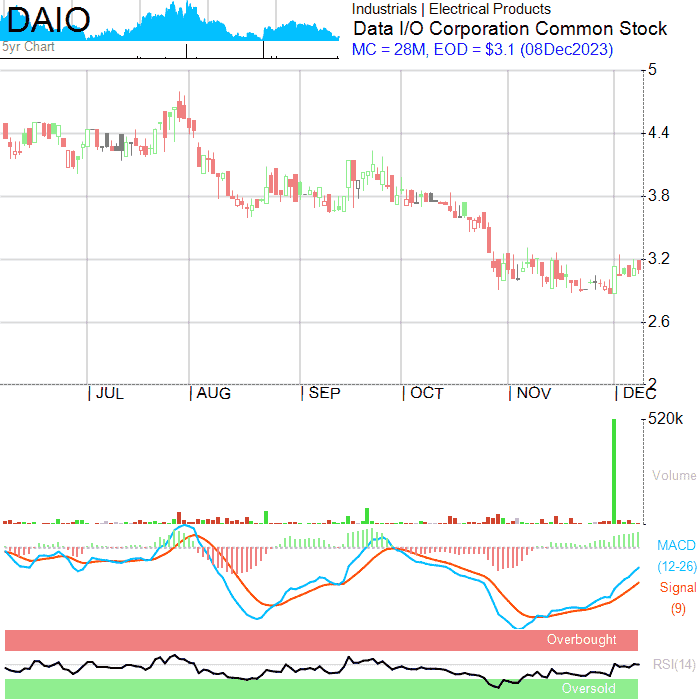 DAIO
5yr Chart
Industrials | Electrical Products
Data I/O Corporation Common Stock
MC = 28M, EOD = $3.1 (08Dec2023)
5
4.4
3.8
3.2
2.6
2
| JUL | AUG | SEP | OCT | NOV | DEC
520k
Volume
MACD
(12-26)
Signal
(9)
Overbought
RSI(14)
Oversold